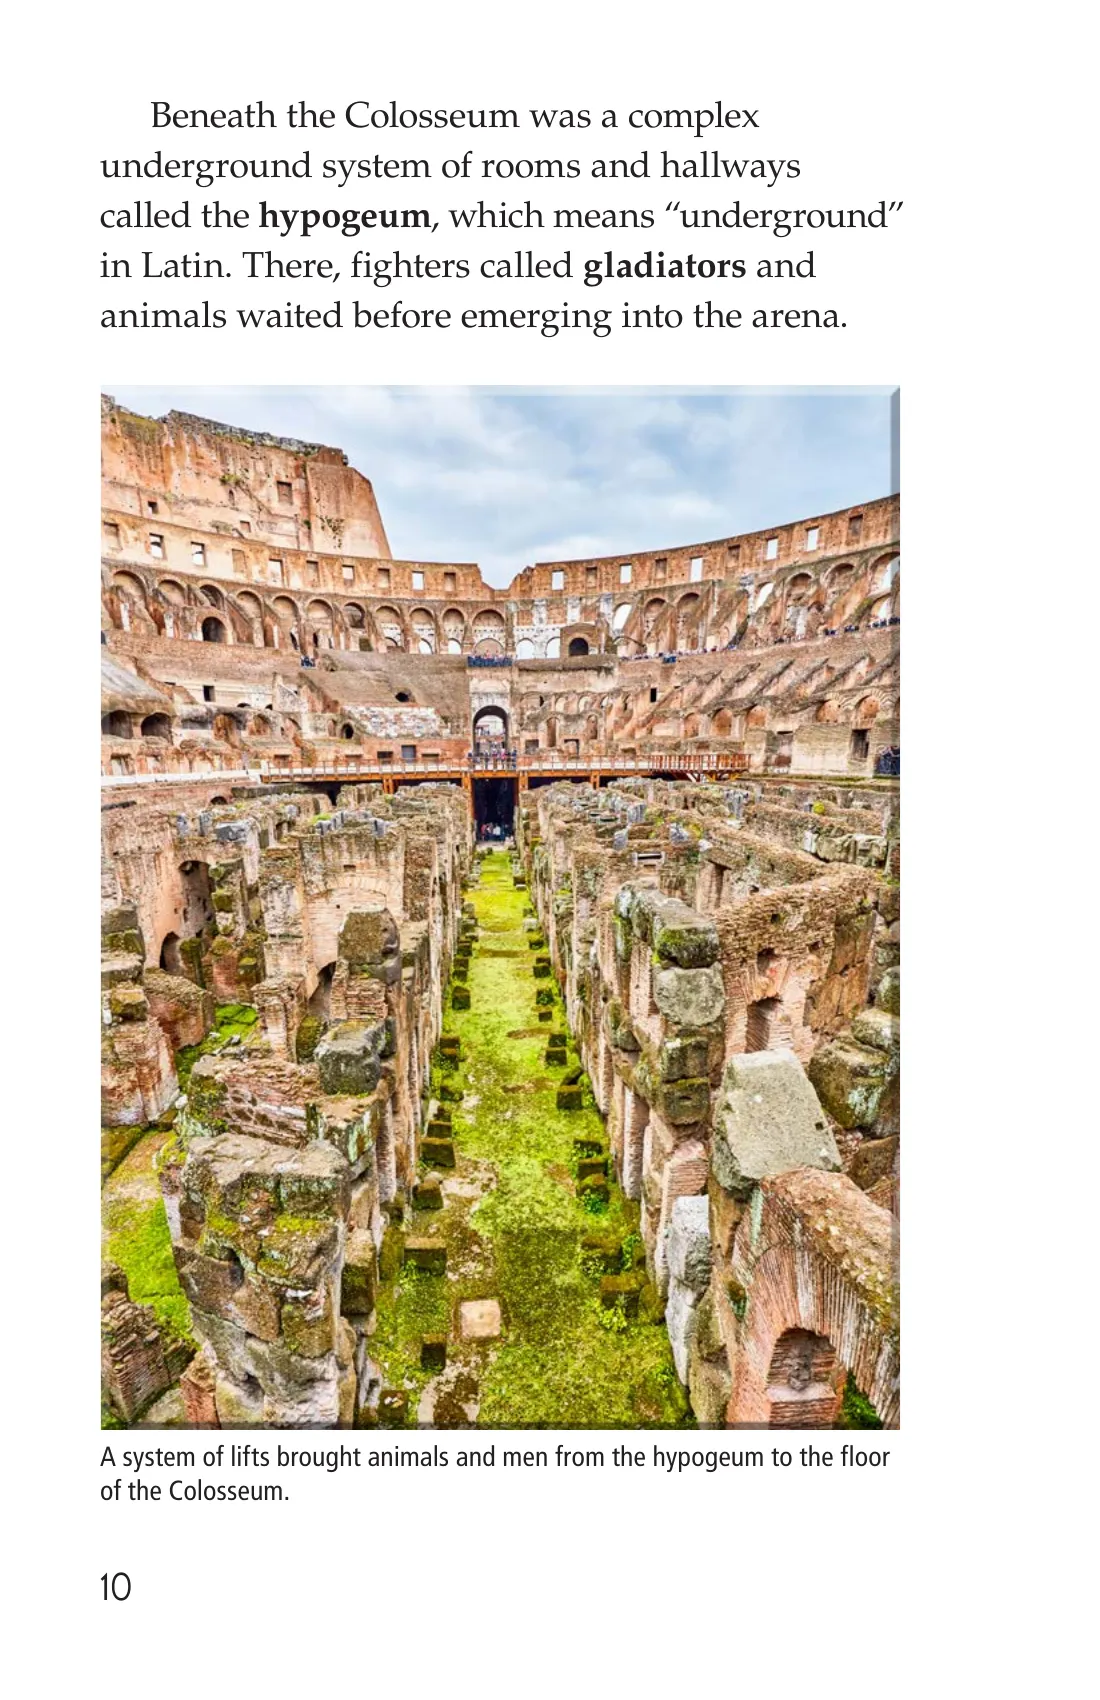 Beneath the Colosseum was a complex
underground system of rooms and hallways
called the hypogeum, which means “underground”
in Latin. There, fighters called gladiators and
animals waited before emerging into the arena.
A system of lifts brought animals and men from the hypogeum to the floor
of the Colosseum.
10